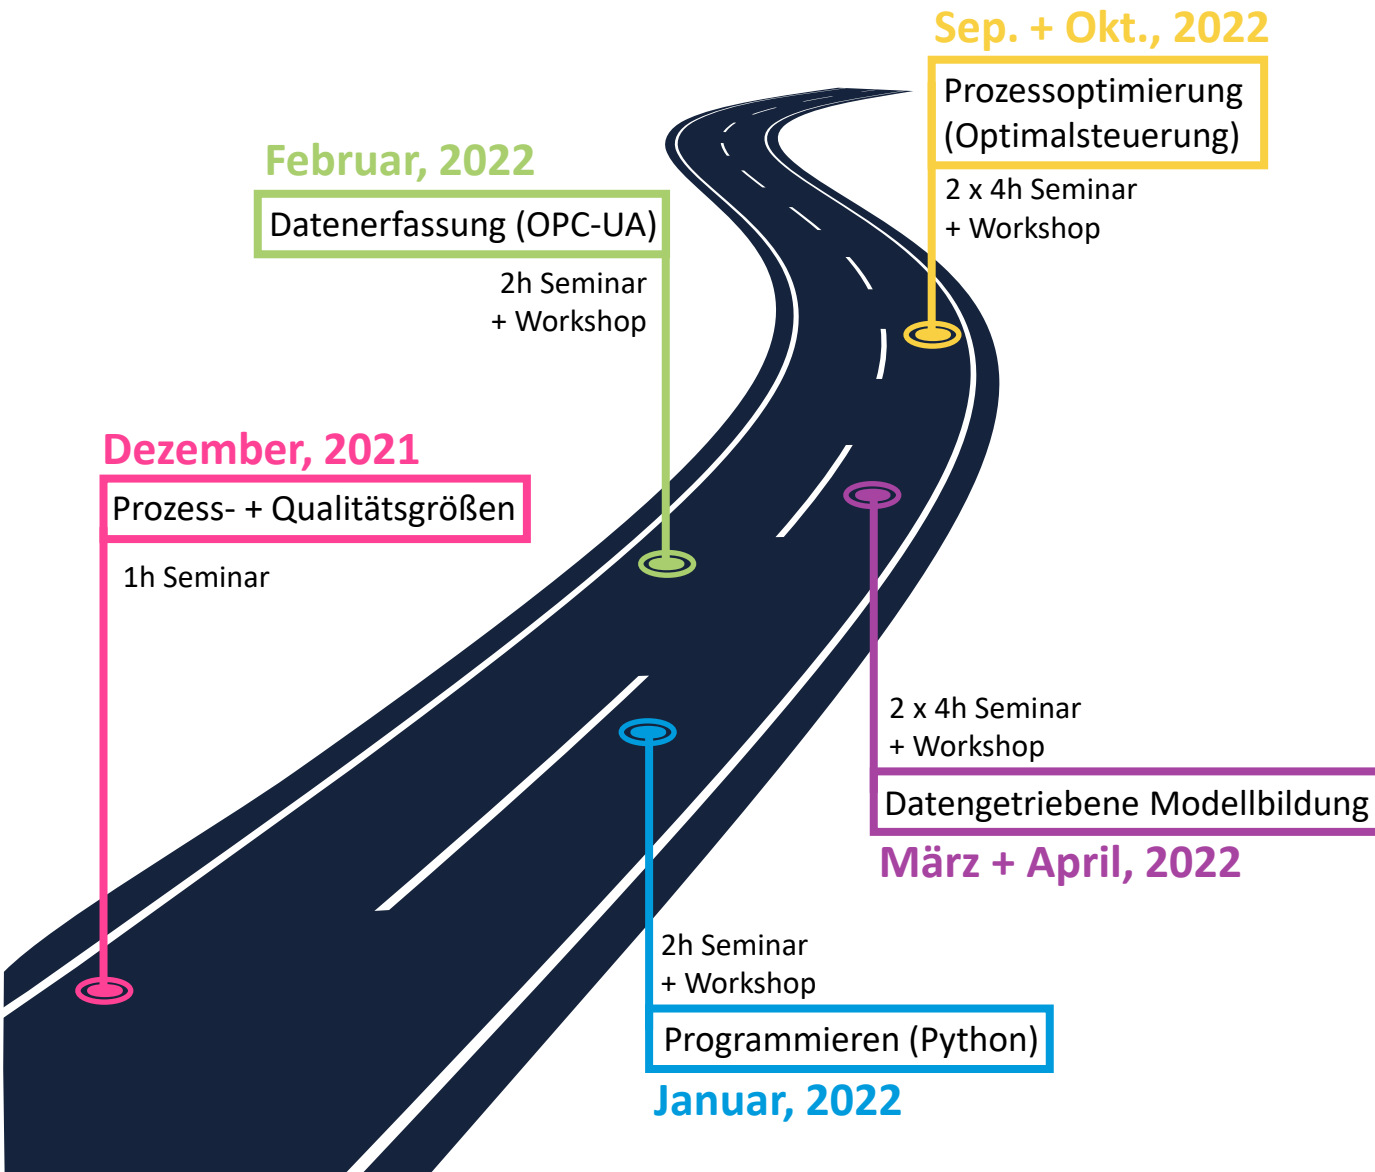 Sep. + Okt., 2022
Prozessoptimierung
(Optimalsteuerung)
2 x 4h Seminar
+ Workshop
Februar, 2022
Datenerfassung (OPC-UA)
2h Seminar
+ Workshop
Dezember, 2021
Prozess- + Qualitätsgrößen
1h Seminar
2 x 4h Seminar
+ Workshop
Datengetriebene Modellbildung
März + April, 2022
2h Seminar
+ Workshop
Programmieren (Python)
Januar, 2022